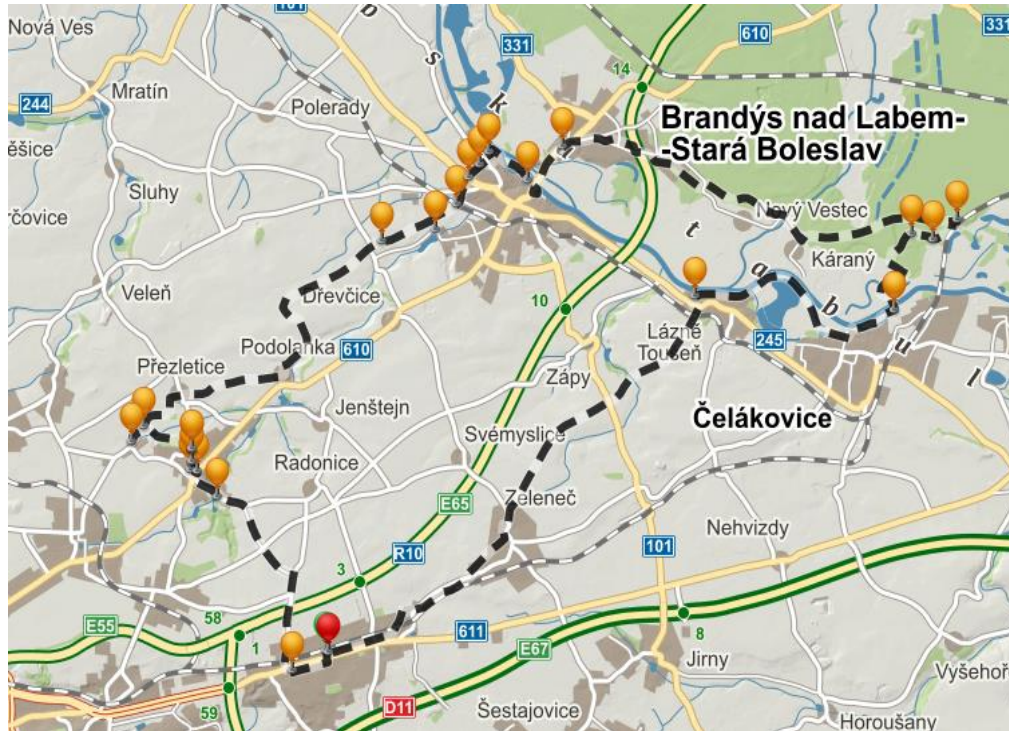 Nová Ves
331
610
331
14
Mratín
244
Polerady
Brandýs nad Labem-
-Stará Boleslav
s
k
Sluhy
Nový Vestec
t
Káraný
a
b
u
l
Veleň
Dřevčice
10
Lázně
Toušeň
245
Podolanka
610
Přezletice
Zápy
Jenštejn
Čelákovice
Svémyslice
Radonice
E65
Zeleneč
Nehvizdy
R10
101
3
58
E55
1
611
8
E67
Jirny
Vyšehoř
59
D11
Šestajovice
Horoušany